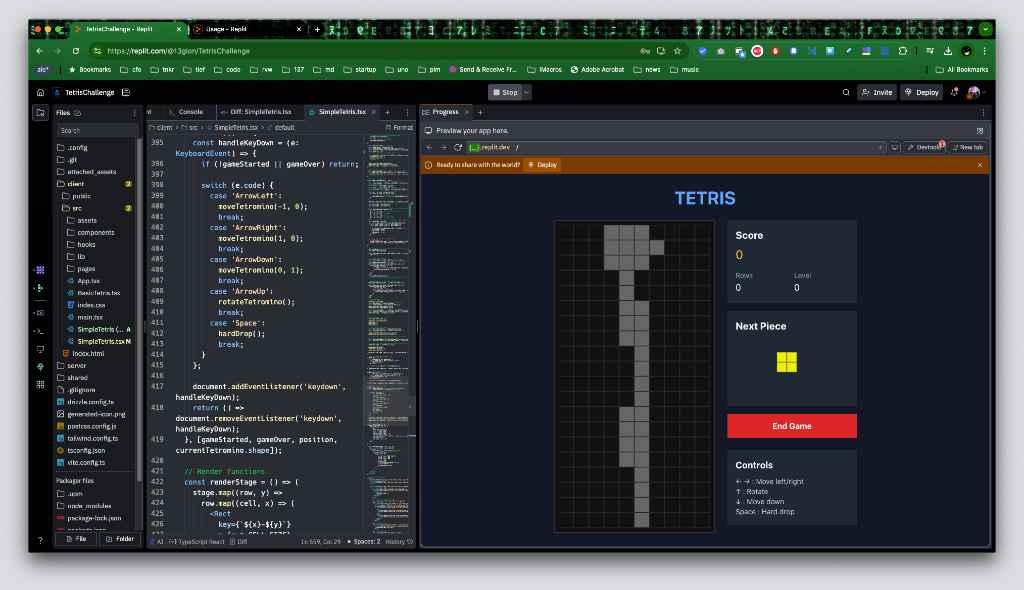 TetrisChallenge - Replit
Usage - Replit
https://replit.com/@13gion/TetrisChallenge
Bookmarks
cfo
tnkr
tief
code
rvw
137
md
startup
uno
pim
Send & Receive Fr...
iMacros
Adobe Acrobat
news
music
All Bookmarks
TetrisChallenge
Stop
Invite
Deploy
Files
Search
.config
.git
attached_assets
client
2
public
src
2
assets
components
hooks
lib
pages
App.tsx
BasicTetris.tsx
index.css
main.tsx
SimpleTetris (... A
SimpleTetris.tsx M
index.html
server
shared
.gitignore
drizzle.config.ts
generated-icon.png
postcss.config.js
tailwind.config.ts
tsconfig.json
vite.config.ts
Packager files
.upm
node_modules
package-lock.json
File
Folder
Console
Diff: SimpleTetris.tsx
SimpleTetris.tsx
client > src > SimpleTetris.tsx > default
Format
395 const handleKeyDown = (e:
KeyboardEvent) => {
396 if (!gameStarted || gameOver) return;
397
398 switch (e.code) {
399 case 'ArrowLeft':
400 moveTetromino(-1, 0);
401 break;
402 case 'ArrowRight':
403 moveTetromino(1, 0);
404 break;
405 case 'ArrowDown':
406 moveTetromino(0, 1);
407 break;
408 case 'ArrowUp':
409 rotateTetromino();
410 break;
411 case 'Space':
412 hardDrop();
413 break;
414 }
415 };
416
417 document.addEventListener('keydown',
handleKeyDown);
418 return () =>
document.removeEventListener('keydown',
handleKeyDown);
419 }, [gameStarted, gameOver, position,
currentTetromino.shape]);
420
421 // Render functions
422 const renderStage = () => (
423 stage.map((row, y) =>
424 row.map((cell, x) => (
425 <Rect
426 key={`${x}-${y}`}
AI
TypeScript React
Diff
Ln 559, Col 29
Spaces: 2
History
Progress
Preview your app here.
.replit.dev /
Devtools
New tab
Ready to share with the world?
Deploy
TETRIS
Score
0
Rows Level
0 0
Next Piece
End Game
Controls
← → : Move left/right
↑ : Rotate
↓ : Move down
Space : Hard drop